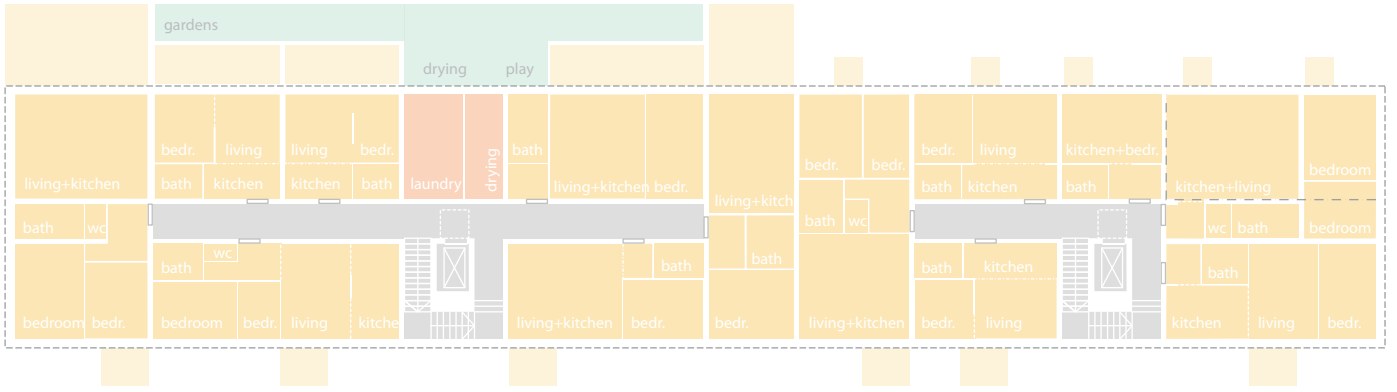 gardens
drying play
bedr. living living bedr. bath bedr. bedr. bedr. living kitchen+bedr. bedroom
bath kitchen kitchen bath laundry drying living+kitchen bedr. bath kitchen bath kitchen+living
living+kitchen
living+kitch
bath wc bath wc wc bath bedroom
bath wc bath bath bath kitchen bath
bedroom bedr. bedroom bedr. living kitche living+kitchen bedr. bedr. living+kitchen bedr. living kitchen living bedr.